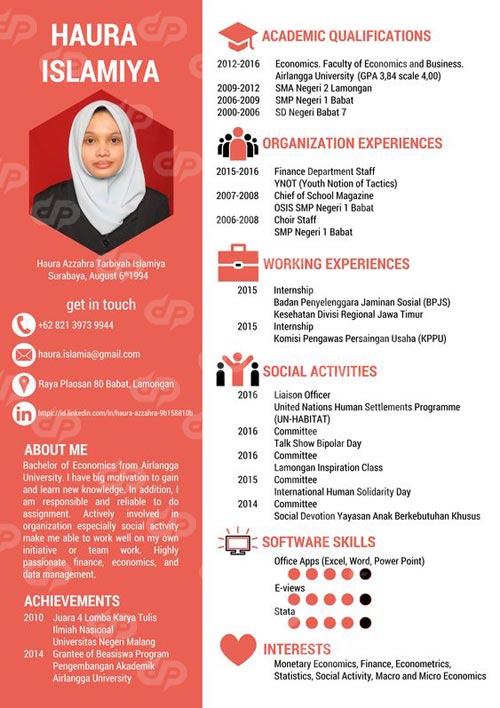 HAURA
ISLAMIYA
Haura Azzahra Tarbiyah Islamiya
Surabaya, August 6th1994
get in touch
+62 821 3973 9944
haura.islamia@gmail.com
Raya Plaosan 80 Babat, Lamongan
https://id.linkedin.com/in/haura-azzahra-9b158810b
ABOUT ME
Bachelor of Economics from Airlangga
University. I have big motivation to gain
and learn new knowledge. In addition, I
am responsible and reliable to do
assignment. Actively involved in
organization especially social activity
make me able to work well on my own
initiative or team work. Highly
passionate finance, economics, and
data management.
ACHIEVEMENTS
2010 Juara 4 Lomba Karya Tulis
Ilmiah Nasional
Universitas Negeri Malang
2014 Grantee of Beasiswa Program
Pengembangan Akademik
Airlangga University
ACADEMIC QUALIFICATIONS
2012-2016 Economics. Faculty of Economics and Business.
Airlangga University (GPA 3,84 scale 4,00)
2009-2012 SMA Negeri 2 Lamongan
2006-2009 SMP Negeri 1 Babat
2000-2006 SD Negeri Babat 7
ORGANIZATION EXPERIENCES
2015-2016 Finance Department Staff
YNOT (Youth Notion of Tactics)
2007-2008 Chief of School Magazine
OSIS SMP Negeri 1 Babat
2006-2008 Choir Staff
SMP Negeri 1 Babat
WORKING EXPERIENCES
2015 Internship
Badan Penyelenggara Jaminan Sosial (BPJS)
Kesehatan Divisi Regional Jawa Timur
2015 Internship
Komisi Pengawas Persaingan Usaha (KPPU)
SOCIAL ACTIVITIES
2016 Liaison Officer
United Nations Human Settlements Programme
(UN-HABITAT)
2016 Committee
Talk Show Bipolar Day
2016 Committee
Lamongan Inspiration Class
2015 Committee
International Human Solidarity Day
2014 Committee
Social Devotion Yayasan Anak Berkebutuhan Khusus
SOFTWARE SKILLS
Office Apps (Excel, Word, Power Point)
E-views
Stata
INTERESTS
Monetary Economics, Finance, Econometrics,
Statistics, Social Activity, Macro and Micro Economics